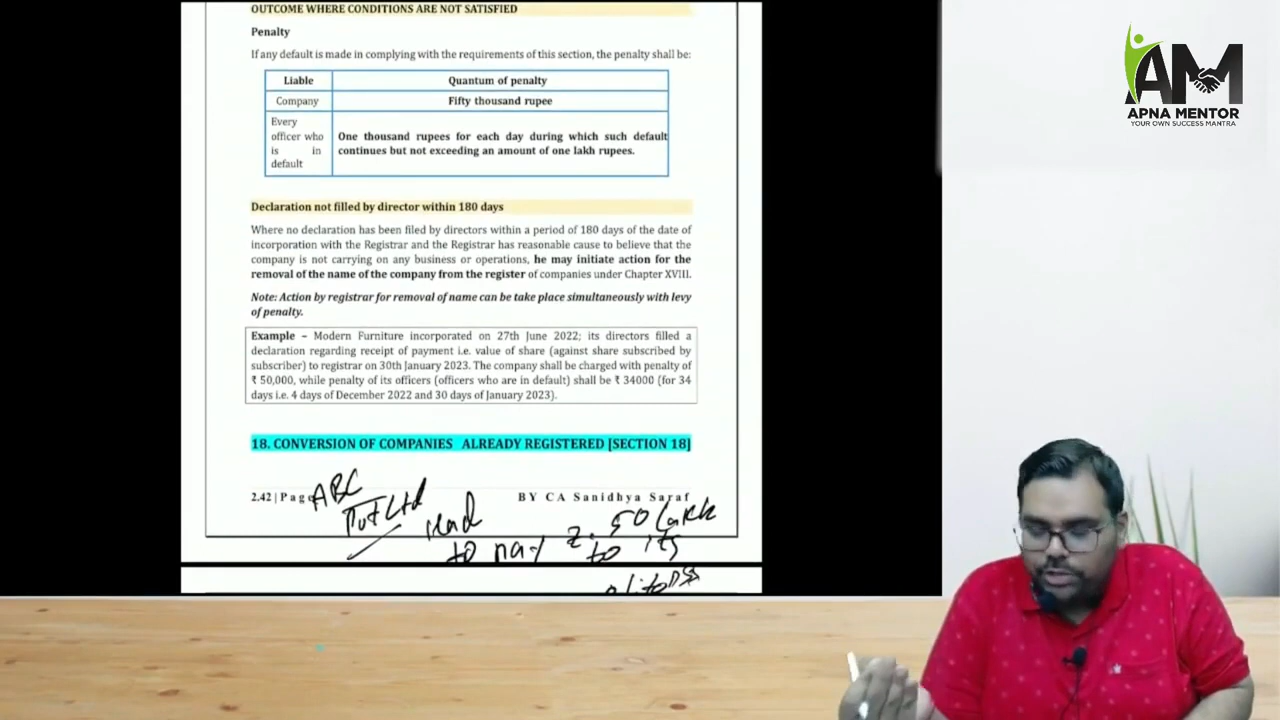 OUTCOME WHERE CONDITIONS ARE NOT SATISFIED
Penalty
If any default is made in complying with the requirements of this section, the penalty shall be:
Liable Quantum of penalty
Company Fifty thousand rupee
Every officer who is in default One thousand rupees for each day during which such default continues but not exceeding an amount of one lakh rupees.
Declaration not filled by director within 180 days
Where no declaration has been filed by directors within a period of 180 days of the date of
incorporation with the Registrar and the Registrar has reasonable cause to believe that the
company is not carrying on any business or operations, he may initiate action for the
removal of the name of the company from the register of companies under Chapter XVIII.
Note: Action by registrar for removal of name can be take place simultaneously with levy
of penalty.
Example – Modern Furniture incorporated on 27th June 2022; its directors filled a
declaration regarding receipt of payment i.e. value of share (against share subscribed by
subscriber) to registrar on 30th January 2023. The company shall be charged with penalty of
₹ 50,000, while penalty of its officers (officers who are in default) shall be ₹ 34000 (for 34
days i.e. 4 days of December 2022 and 30 days of January 2023).
18. CONVERSION OF COMPANIES ALREADY REGISTERED [SECTION 18]
2.42 | Page
BY CA Sanidhya Saraf
ABC
Pvt Ltd
had
to pay
₹. 50 Lakh
to its
AM
APNA MENTOR
YOUR OWN SUCCESS MANTRA